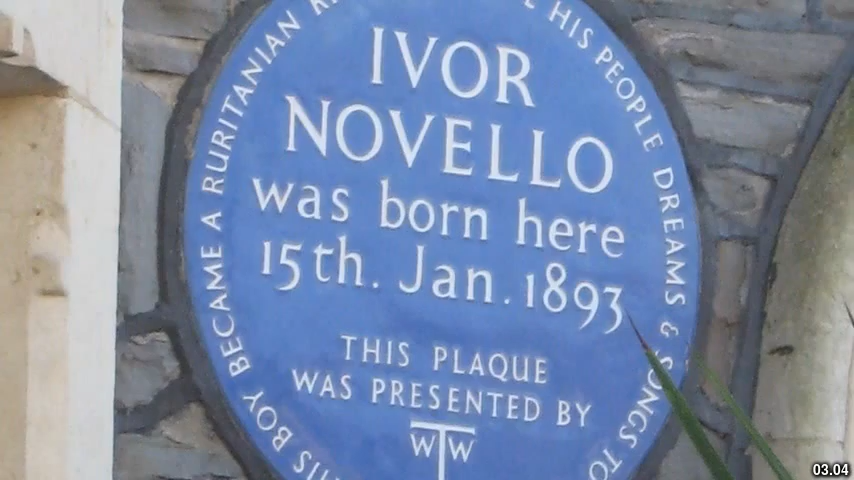 IVOR
NOVELLO
was born here
15th. Jan. 1893
THIS PLAQUE
WAS PRESENTED BY
WTW
THIS BOY BECAME A RURITANIAN
HIS PEOPLE DREAMS & SONGS TO
03.04